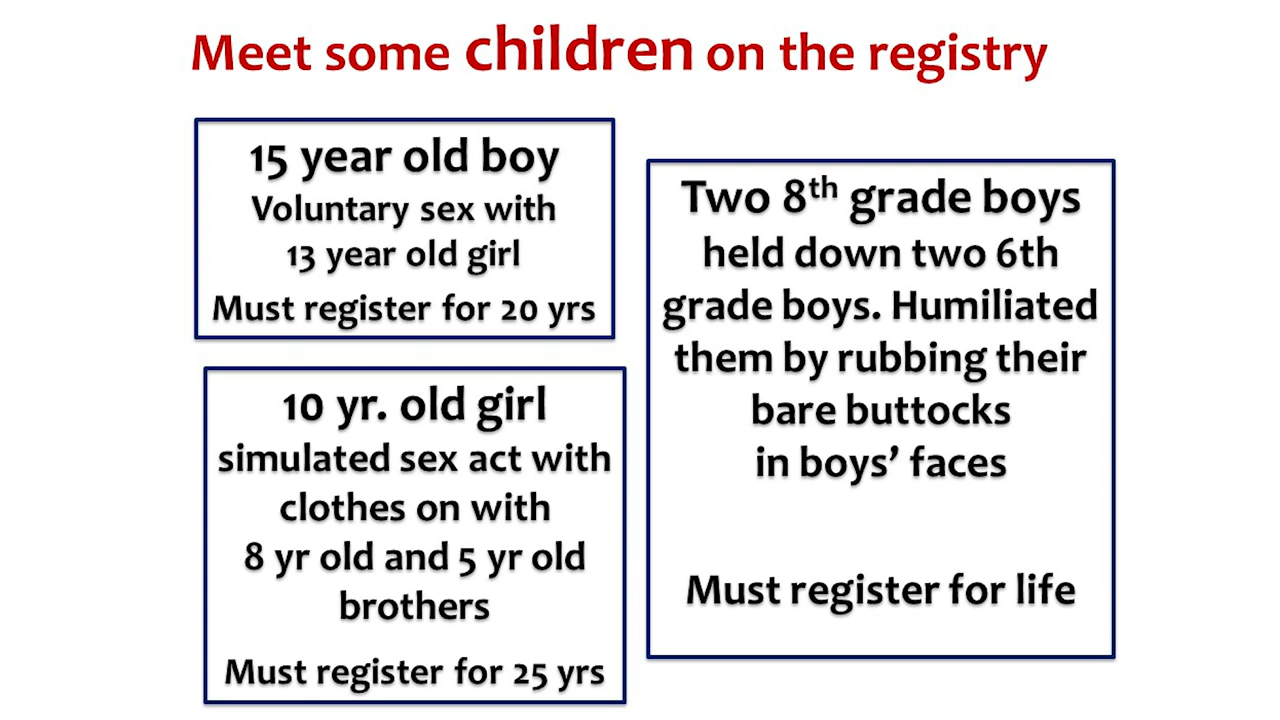 Meet some children on the registry
15 year old boy
Voluntary sex with
13 year old girl
Must register for 20 yrs
10 yr. old girl
simulated sex act with
clothes on with
8 yr old and 5 yr old
brothers
Must register for 25 yrs
Two 8th grade boys
held down two 6th
grade boys. Humiliated
them by rubbing their
bare buttocks
in boys’ faces
Must register for life